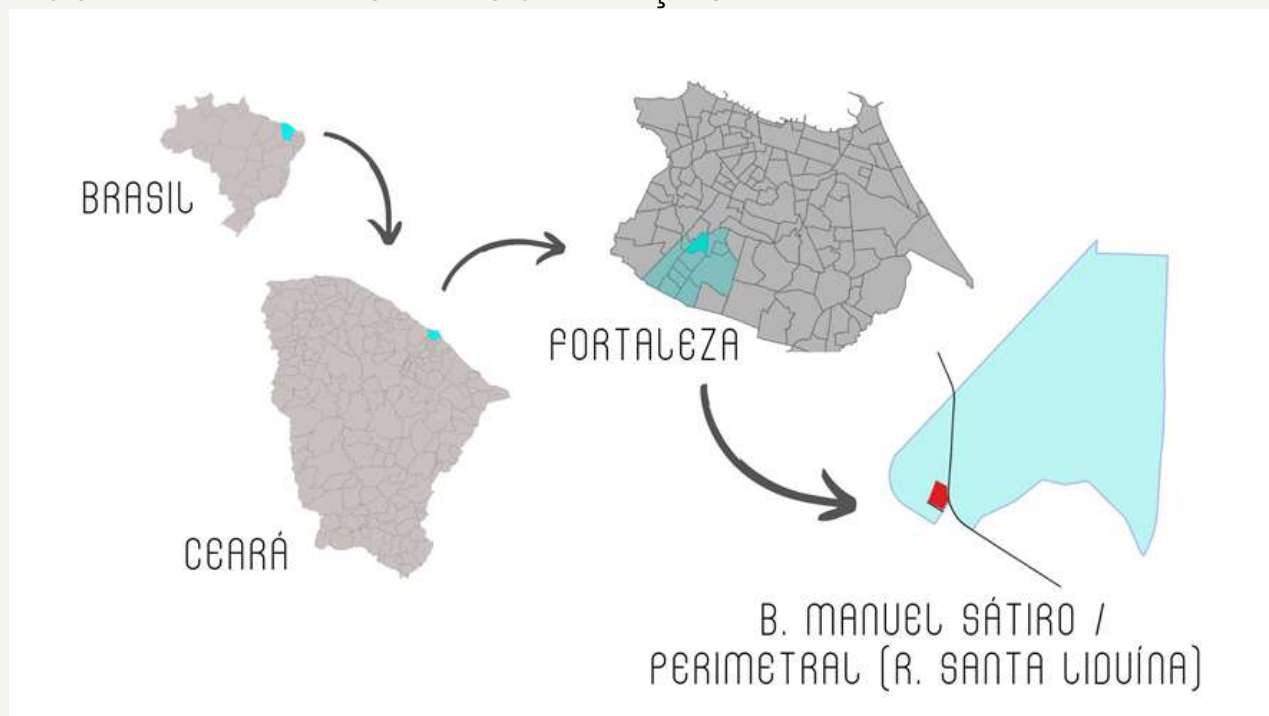 BRASIL
CEARÁ
FORTALEZA
B. MANUEL SÁTIRO /
PERIMETRAL (R. SANTA LIDUÍNA)